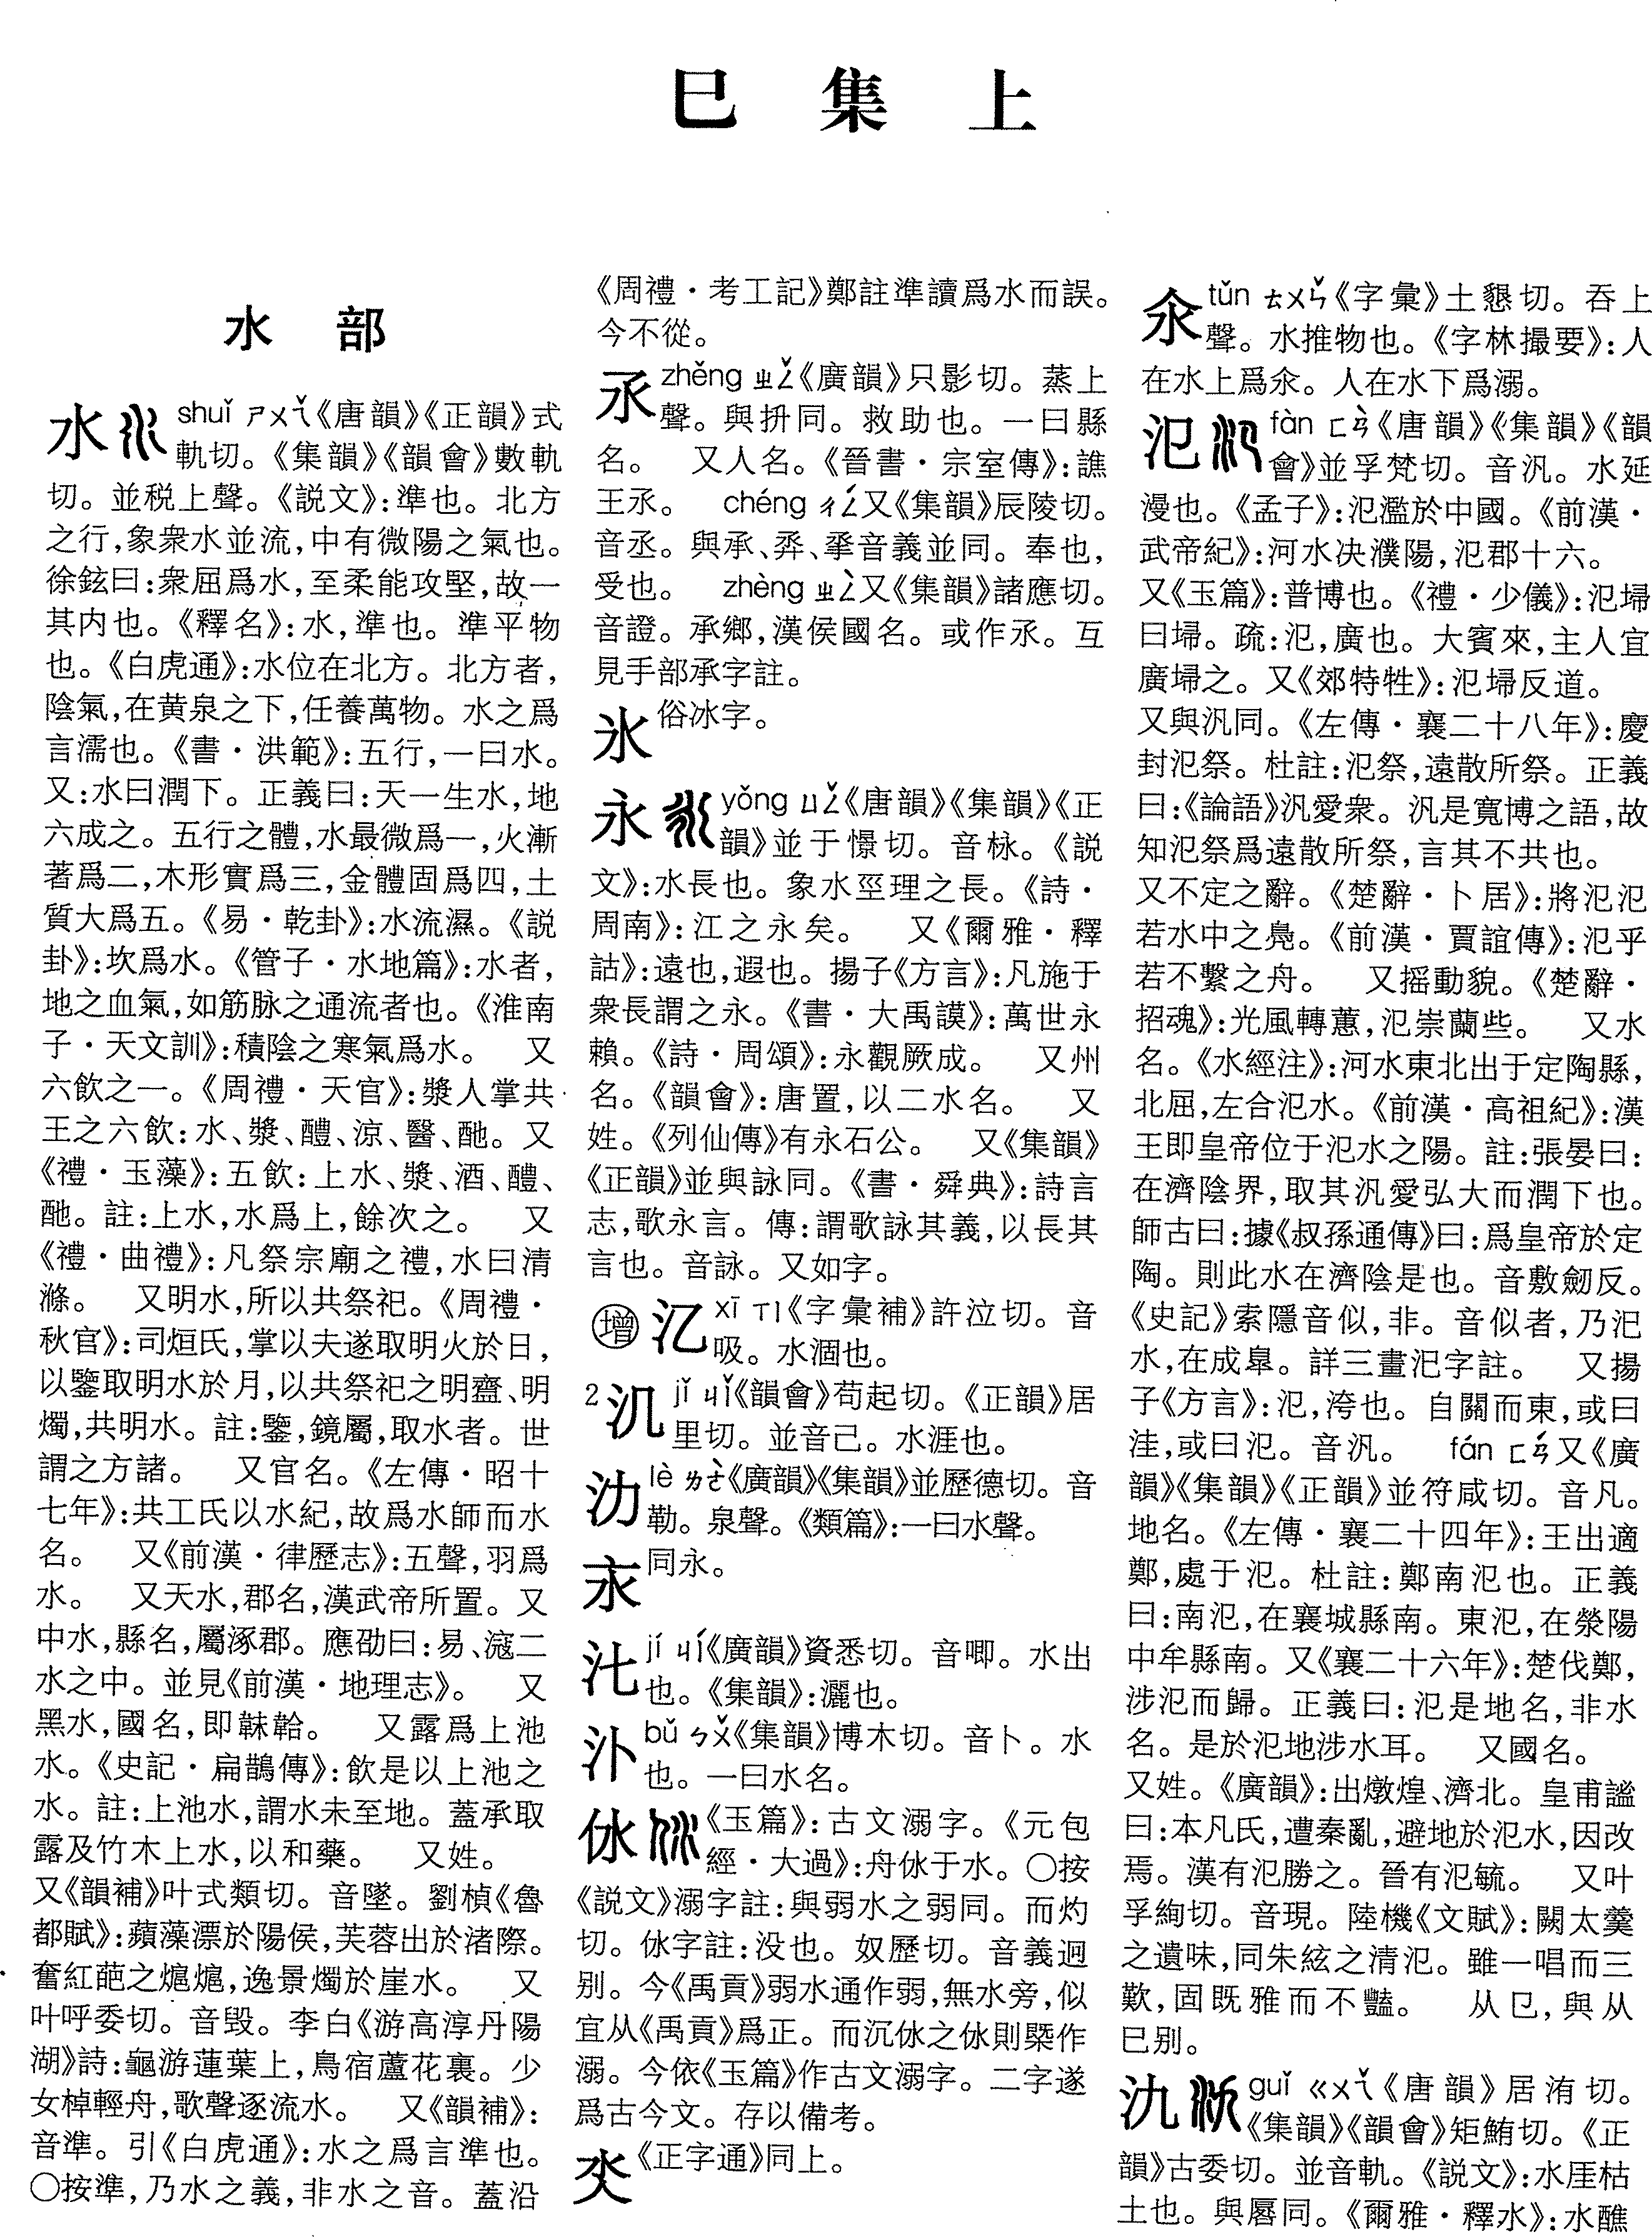 巳集上
水部
水 shuǐ ㄕㄨㄟˇ《唐韻》《正韻》式
軌切。《集韻》《韻會》數軌
切。並税上聲。《説文》:準也。北方
之行,象衆水並流,中有微陽之氣也。
徐鉉曰:衆屈爲水,至柔能攻堅,故一
其内也。《釋名》:水,準也。準平物
也。《白虎通》:水位在北方。北方者,
陰氣,在黄泉之下,任養萬物。水之爲
言濡也。《書·洪範》:五行,一曰水。
又:水曰潤下。正義曰:天一生水,地
六成之。五行之體,水最微爲一,火漸
著爲二,木形實爲三,金體固爲四,土
質大爲五。《易·乾卦》:水流濕。《説
卦》:坎爲水。《管子·水地篇》:水者,
地之血氣,如筋脉之通流者也。《淮南
子·天文訓》:積陰之寒氣爲水。　又
六飲之一。《周禮·天官》:漿人掌共
王之六飲:水、漿、醴、涼、醫、酏。又
《禮·玉藻》:五飲:上水、漿、酒、醴、
酏。註:上水,水爲上,餘次之。　又
《禮·曲禮》:凡祭宗廟之禮,水曰清
滌。　又明水,所以共祭祀。《周禮·
秋官》:司烜氏,掌以夫遂取明火於日,
以鑒取明水於月,以共祭祀之明齍、明
燭,共明水。註:鑒,鏡屬,取水者。世
謂之方諸。　又官名。《左傳·昭十
七年》:共工氏以水紀,故爲水師而水
名。　又《前漢·律歷志》:五聲,羽爲
水。　又天水,郡名,漢武帝所置。又
中水,縣名,屬涿郡。應劭曰:易、滱二
水之中。並見《前漢·地理志》。　又
黑水,國名,即靺鞈。　又露爲上池
水。《史記·扁鵲傳》:飲是以上池之
水。註:上池水,謂水未至地。蓋承取
露及竹木上水,以和藥。　又姓。
又《韻補》叶式類切。音墜。劉楨《魯
都賦》:蘋藻漂於陽侯,芙蓉出於渚際。
奮紅葩之㷼㷼,逸景燭於崖水。　又
叶呼委切。音毁。李白《游高淳丹陽
湖》詩:龜游蓮葉上,鳥宿蘆花裏。少
女棹輕舟,歌聲逐流水。　又《韻補》:
音準。引《白虎通》:水之爲言準也。
○按準,乃水之義,非水之音。蓋沿
《周禮·考工記》鄭註準讀爲水而誤。
今不從。
氶 zhěng ㄓㄥˇ《廣韻》只影切。蒸上
聲。與拚同。救助也。一曰縣
名。　又人名。《晉書·宗室傳》:譙
王氶。　chéng ㄔㄥˊ又《集韻》辰陵切。
音丞。與承、𢍏、𢪇音義並同。奉也,
受也。　zhèng ㄓㄥˋ又《集韻》諸應切。
音證。承鄉,漢侯國名。或作氶。互
見手部承字註。
氷 俗冰字。
永 yǒng ㄩㄥˇ《唐韻》《集韻》《正
韻》並于憬切。音栐。《説
文》:水長也。象水巠理之長。《詩·
周南》:江之永矣。　又《爾雅·釋
詁》:遠也,遐也。揚子《方言》:凡施于
衆長謂之永。《書·大禹謨》:萬世永
賴。《詩·周頌》:永觀厥成。　又州
名。《韻會》:唐置,以二水名。　又
姓。《列仙傳》有永石公。　又《集韻》
《正韻》並與詠同。《書·舜典》:詩言
志,歌永言。傳:謂歌詠其義,以長其
言也。音詠。又如字。
增 㲸 xī ㄒㄧ《字彙補》許泣切。音
吸。水涸也。
2 氿 jǐ ㄐㄧˇ《韻會》苟起切。《正韻》居
里切。並音己。水涯也。
氻 lè ㄌㄜˋ《廣韻》《集韻》並歷德切。音
勒。泉聲。《類篇》:一曰水聲。
𣱵 同永。
㲺 jí ㄐㄧˊ《廣韻》資悉切。音唧。水出
也。《集韻》:灑也。
汃 bǔ ㄅㄨˇ《集韻》博木切。音卜。水
也。一曰水名。
㲻 《玉篇》:古文溺字。《元包
經·大過》:舟㲻于水。○按
《説文》溺字註:與弱水之弱同。而灼
切。㲻字註:没也。奴歷切。音義迥
别。今《禹貢》弱水通作弱,無水旁,似
宜从《禹貢》爲正。而沉㲻之㲻則槩作
溺。今依《玉篇》作古文溺字。二字遂
爲古今文。存以備考。
㲽 《正字通》同上。
氽 tǔn ㄊㄨㄣˇ《字彙》土懇切。吞上
聲。水推物也。《字林撮要》:人
在水上爲氽。人在水下爲溺。
氾 fàn ㄈㄢˋ《唐韻》《集韻》《韻
會》並孚梵切。音汎。水延
漫也。《孟子》:氾濫於中國。《前漢·
武帝紀》:河水決濮陽,氾郡十六。
又《玉篇》:普博也。《禮·少儀》:氾埽
曰埽。疏:氾,廣也。大賓來,主人宜
廣埽之。又《郊特牲》:氾埽反道。
又與汎同。《左傳·襄二十八年》:慶
封氾祭。杜註:氾祭,遠散所祭。正義
曰:《論語》汎愛衆。汎是寬博之語,故
知氾祭爲遠散所祭,言其不共也。
又不定之辭。《楚辭·卜居》:將氾氾
若水中之鳧。《前漢·賈誼傳》:氾乎
若不繫之舟。　又摇動貌。《楚辭·
招魂》:光風轉蕙,氾崇蘭些。　又水
名。《水經注》:河水東北出于定陶縣,
北屈,左合氾水。《前漢·高祖紀》:漢
王即皇帝位于氾水之陽。註:張晏曰:
在濟陰界,取其汎愛弘大而潤下也。
師古曰:據《叔孫通傳》曰:爲皇帝於定
陶。則此水在濟陰是也。音敷劒反。
《史記》索隱音似,非。音似者,乃汜
水,在成臯。詳三畫汜字註。　又揚
子《方言》:氾,洿也。自關而東,或曰
洼,或曰氾。音汎。　fán ㄈㄢˊ又《廣
韻》《集韻》《正韻》並符咸切。音凡。
地名。《左傳·襄二十四年》:王出適
鄭,處于氾。杜註:鄭南氾也。正義
曰:南氾,在襄城縣南。東氾,在滎陽
中牟縣南。又《襄二十六年》:楚伐鄭,
涉氾而歸。正義曰:氾是地名,非水
名。是於氾地涉水耳。　又國名。
又姓。《廣韻》:出燉煌、濟北。皇甫謐
曰:本凡氏,遭秦亂,避地於氾水,因改
焉。漢有氾勝之。晉有氾毓。　又叶
孚絢切。音現。陸機《文賦》:闕太羹
之遺味,同朱絃之清氾。雖一唱而三
歎,固既雅而不豔。　从㔾,與从
巳别。
氿 guǐ ㄍㄨㄟˇ《唐韻》居洧切。
《集韻》《韻會》矩鮪切。《正
韻》古委切。並音軌。《説文》:水厓枯
土也。與厬同。《爾雅·釋水》:水醮